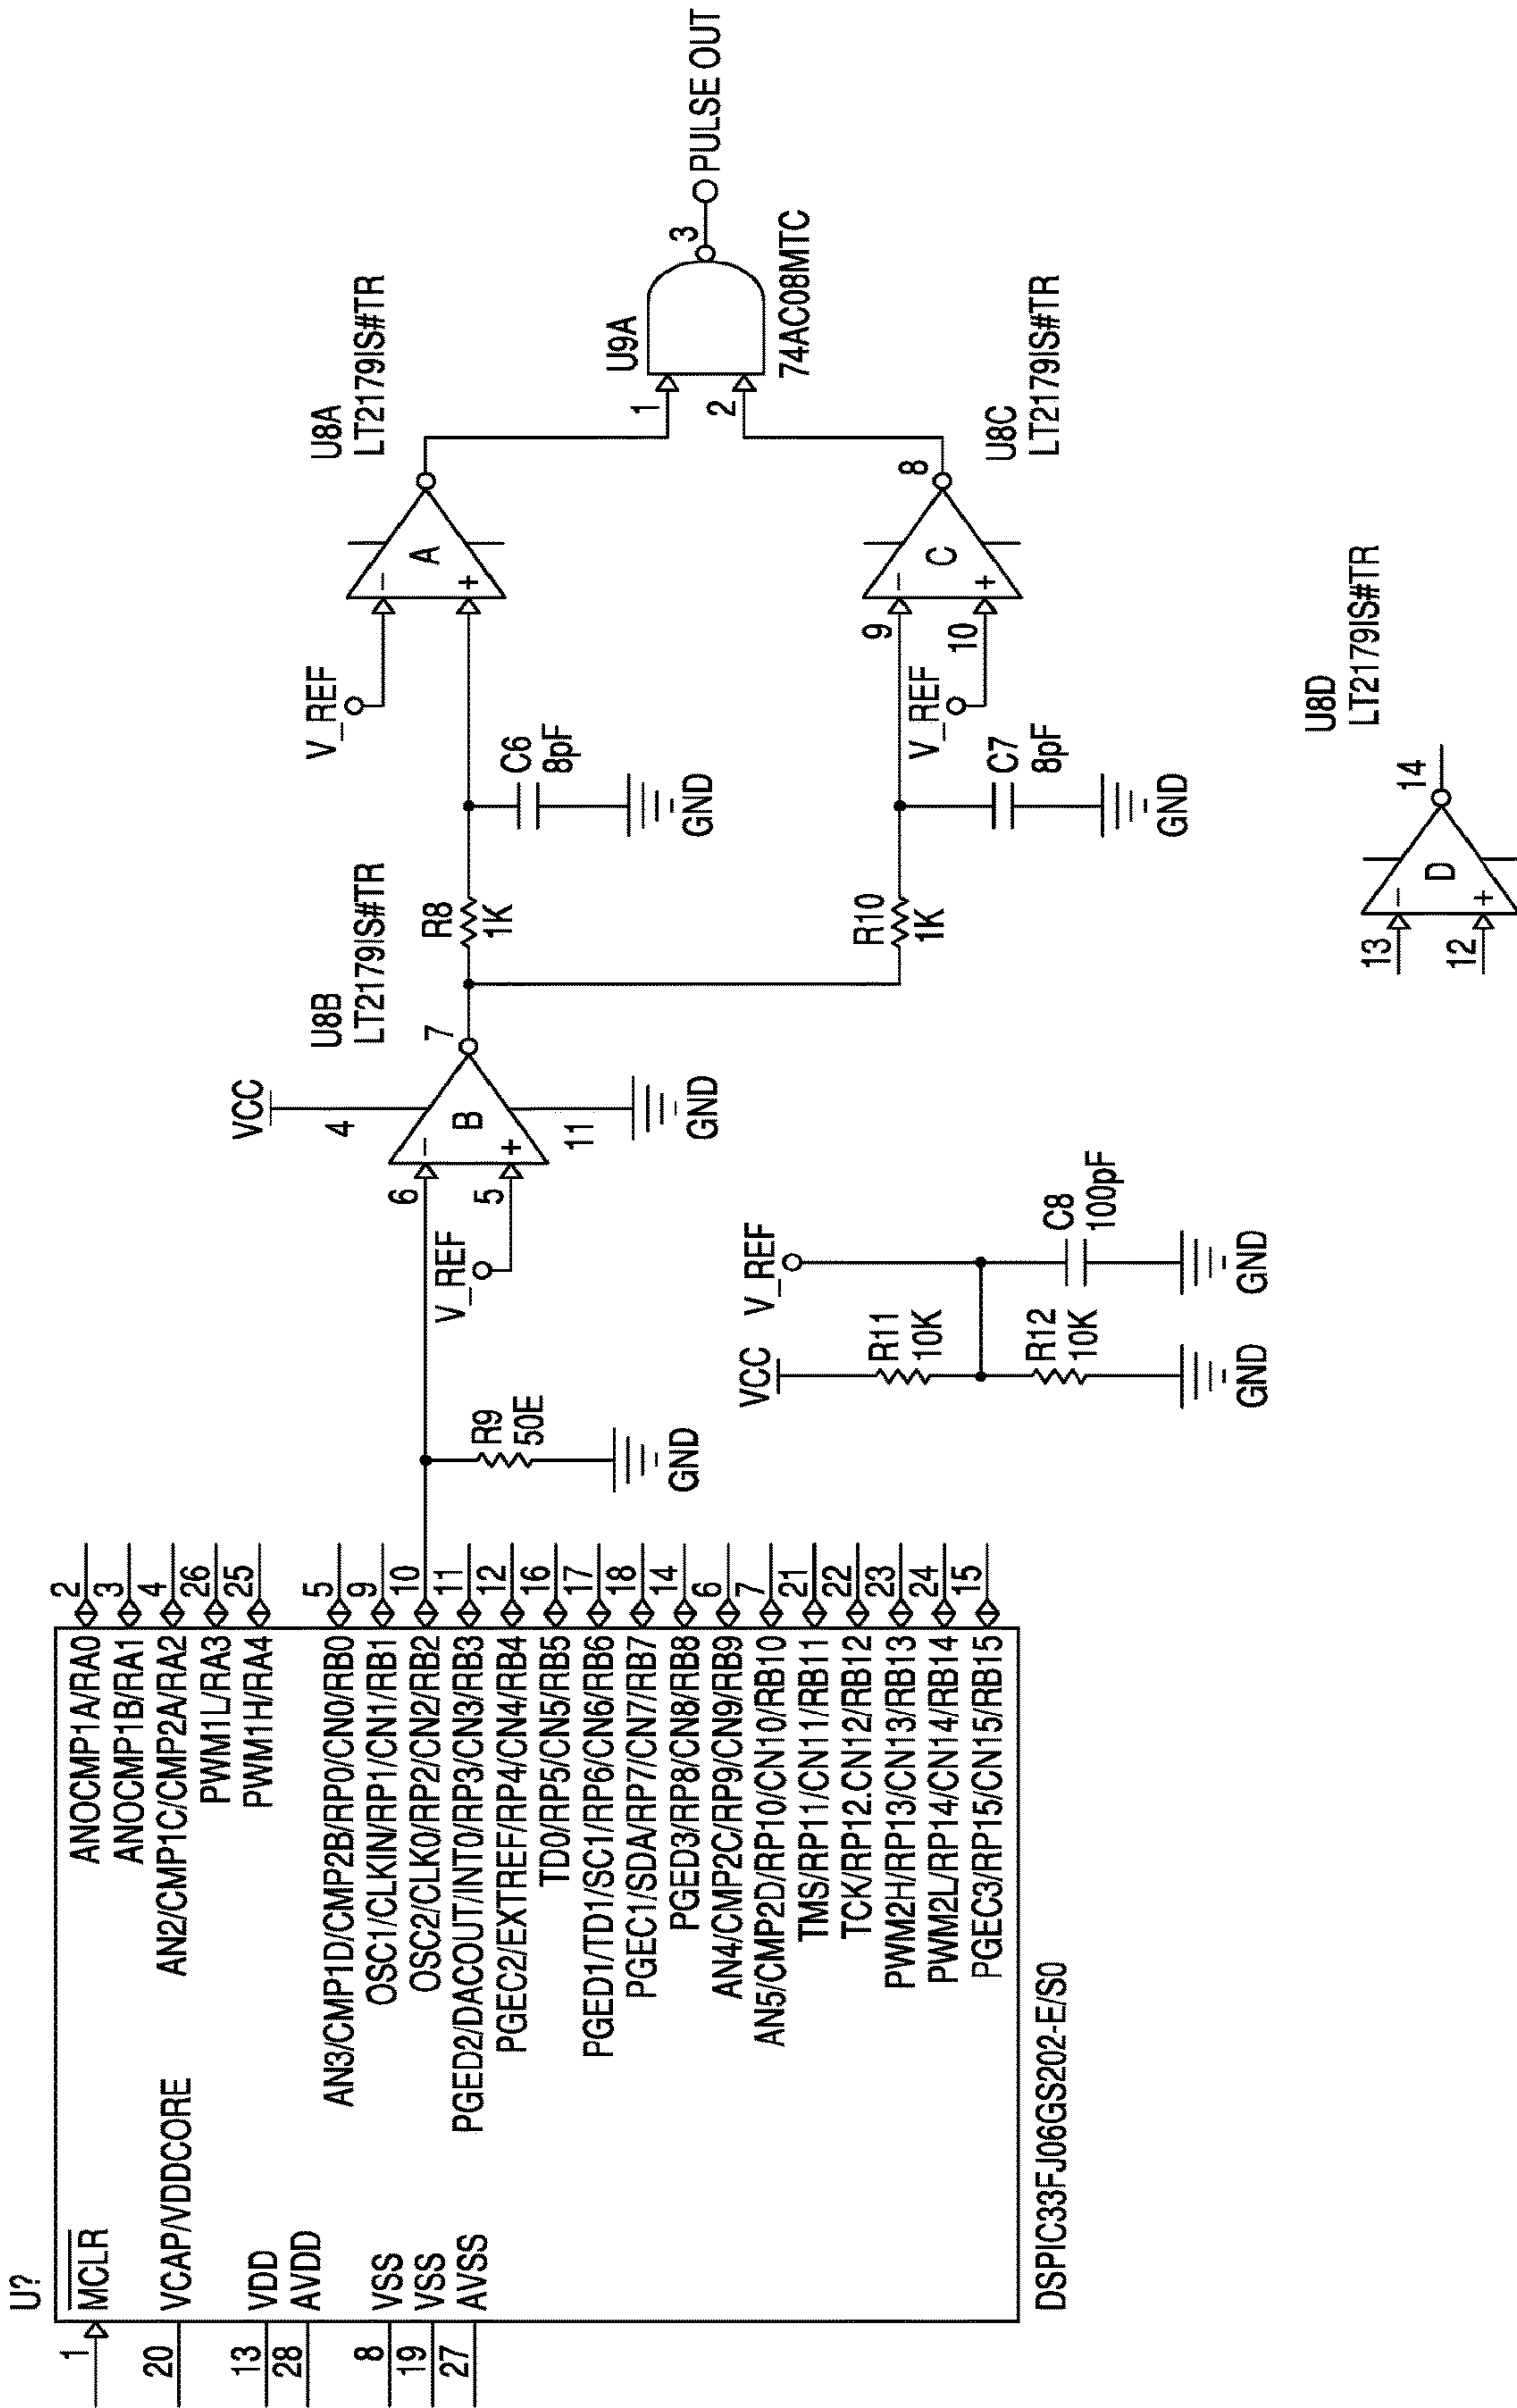 U?
1
MCLR
20
VCAP/VDDCORE
13
VDD
28
AVDD
8
VSS
19
VSS
27
AVSS
ANOCMP1A/RA0
2
ANOCMP1B/RA1
3
AN2/CMP1C/CMP2A/RA2
4
PWM1L/RA3
26
PWM1H/RA4
25
AN3/CMP1D/CMP2B/RP0/CN0/RB0
5
OSC1/CLKIN/RP1/CN1/RB1
9
OSC2/CLK0/RP2/CN2/RB2
10
PGED2/DACOUT/INT0/RP3/CN3/RB3
11
PGEC2/EXTREF/RP4/CN4/RB4
12
TD0/RP5/CN5/RB5
16
PGED1/TD1/SC1/RP6/CN6/RB6
17
PGEC1/SDA/RP7/CN7/RB7
18
PGED3/RP8/CN8/RB8
14
AN4/CMP2C/RP9/CN9/RB9
6
AN5/CMP2D/RP10/CN10/RB10
7
TMS/RP11/CN11/RB11
21
TCK/RP12.CN12/RB12
22
PWM2H/RP13/CN13/RB13
23
PWM2L/RP14/CN14/RB14
24
PGEC3/RP15/CN15/RB15
15
DSPIC33FJ06GS202-E/S0
R9
50E
GND
V_REF
6
5
VCC
4
B
-
+
11
GND
7
U8B
LT2179IS#TR
VCC
R11
10K
R12
10K
GND
V_REF
C8
100pF
GND
R8
1K
R10
1K
C6
8pF
GND
C7
8pF
GND
V_REF
-
+
A
U8A
LT2179IS#TR
V_REF
9
10
-
+
C
8
U8C
LT2179IS#TR
1
2
U9A
3
74AC08MTC
PULSE OUT
13
12
-
+
D
14
U8D
LT2179IS#TR